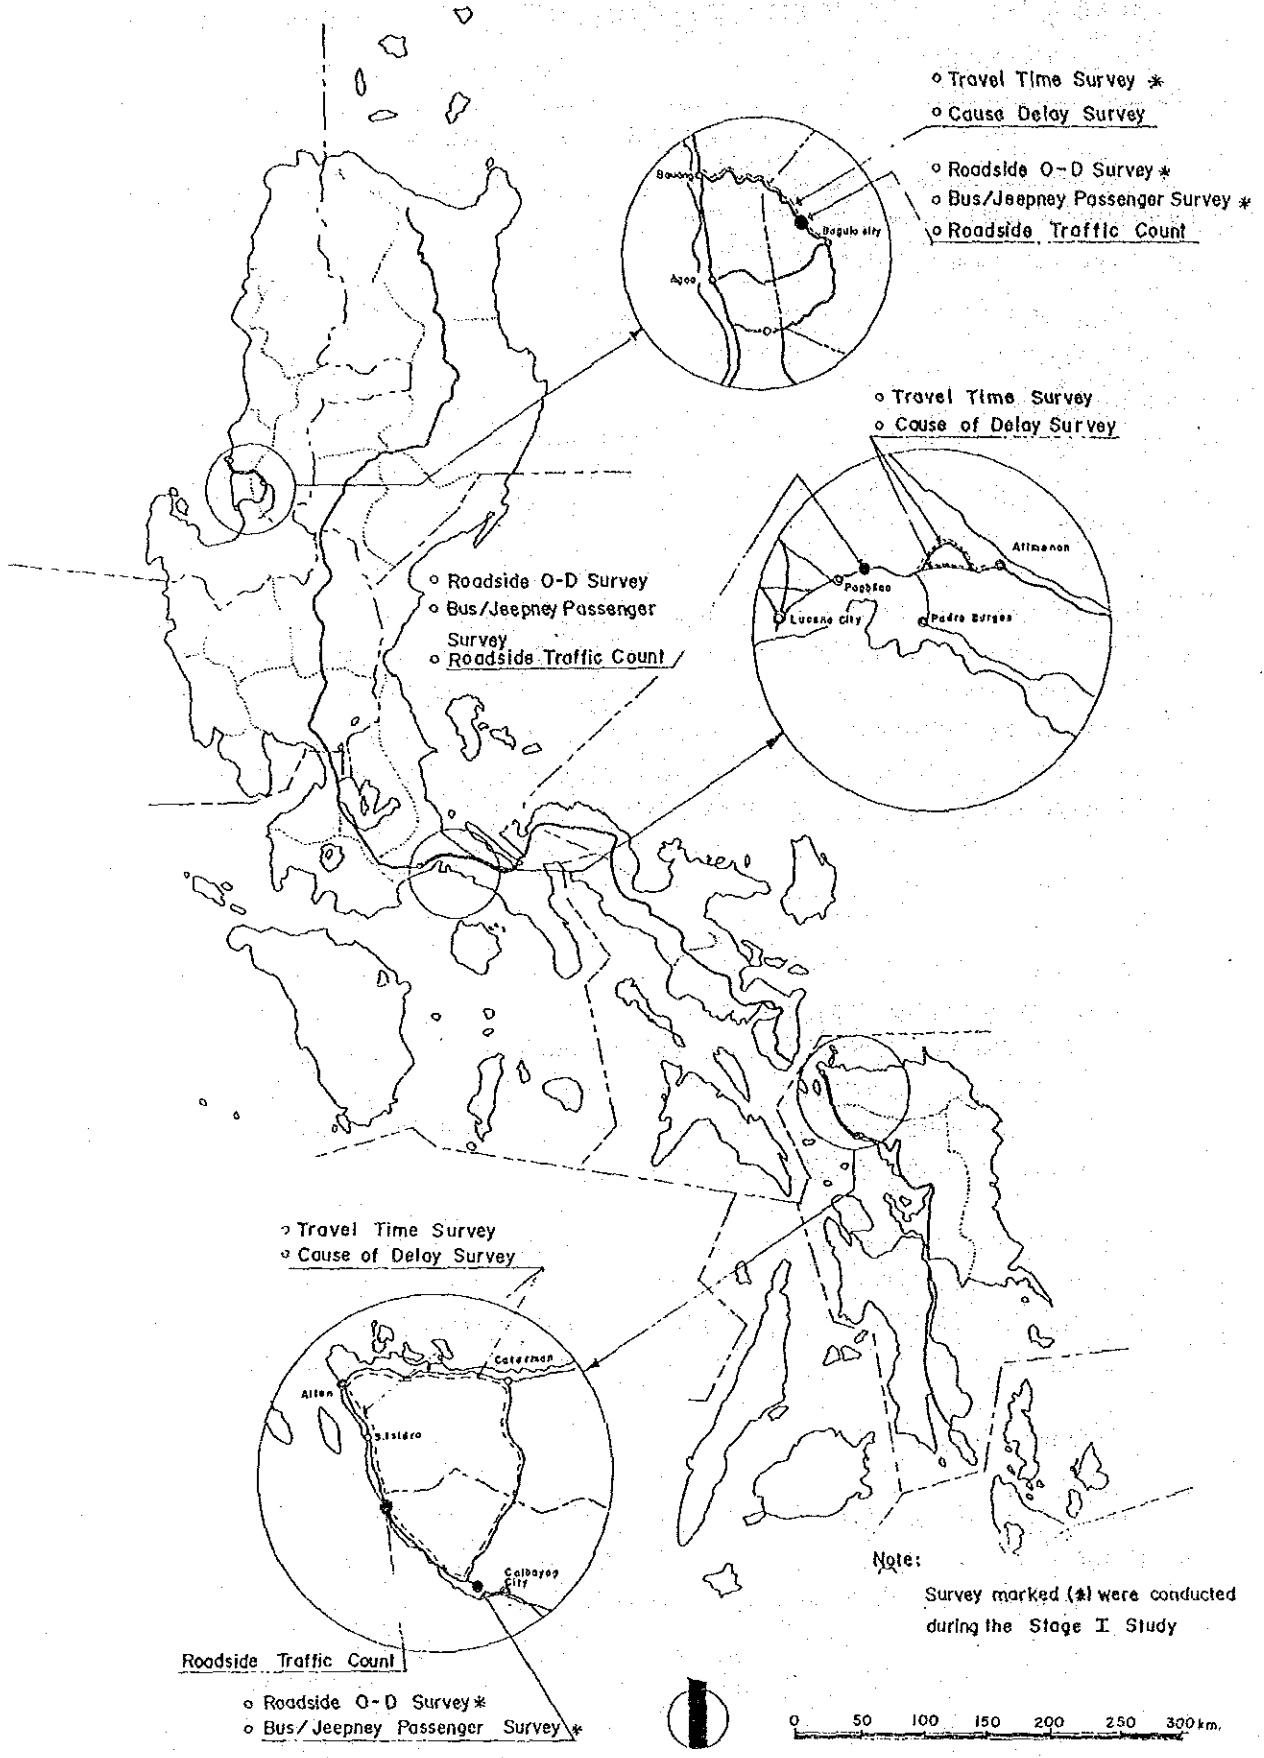 o Travel Time Survey *
o Cause Delay Survey
o Roadside O-D Survey *
o Bus/Jeepney Passenger Survey *
o Roadside Traffic Count
Bauang
Baguio city
Agoo
o Travel Time Survey
o Cause of Delay Survey
Atimanon
Pagbilao
Lucena City
Padre Burgos
o Roadside O-D Survey
o Bus/Jeepney Passenger
Survey
o Roadside Traffic Count
o Travel Time Survey
o Cause of Delay Survey
Caterman
Allen
S.Isidro
Calbayog
City
Roadside Traffic Count
o Roadside O-D Survey *
o Bus/Jeepney Passenger Survey *
Note:
Survey marked (*) were conducted
during the Stage I Study
0 50 100 150 200 250 300 km.